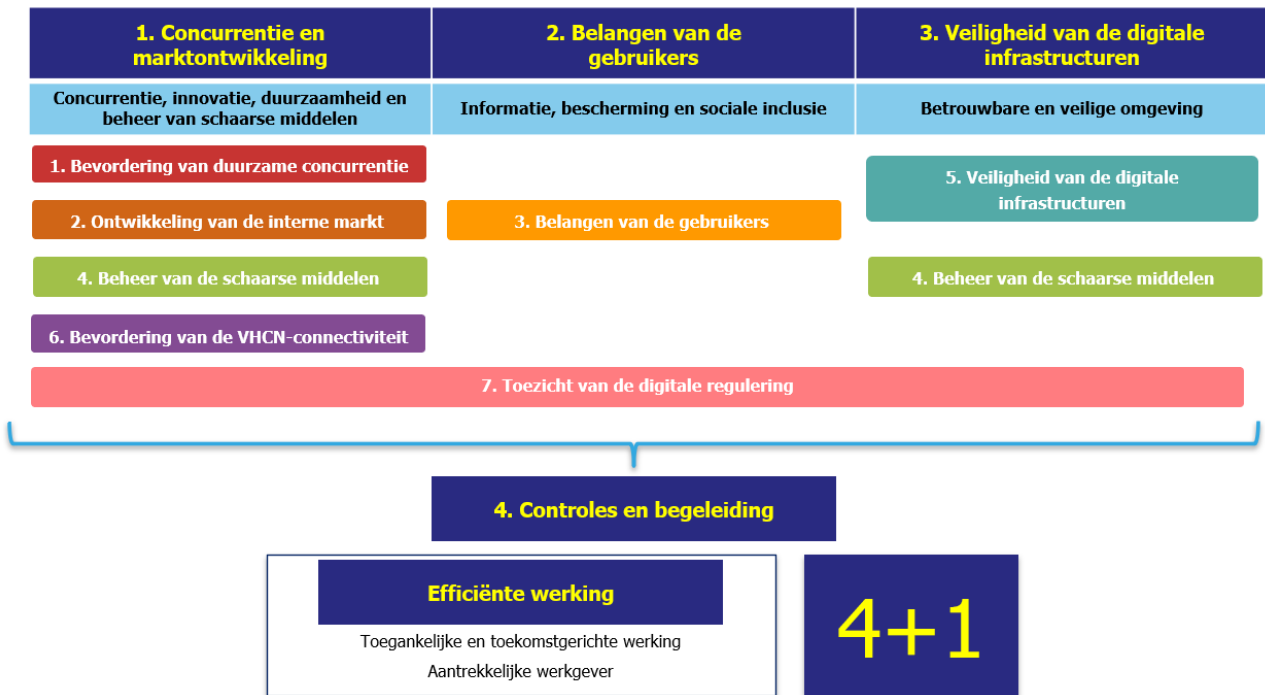 1. Concurrentie en
marktontwikkeling
2. Belangen van de
gebruikers
3. Veiligheid van de digitale
infrastructuren
Concurrentie, innovatie, duurzaamheid en
beheer van schaarse middelen
Informatie, bescherming en sociale inclusie
Betrouwbare en veilige omgeving
1. Bevordering van duurzame concurrentie
5. Veiligheid van de digitale
infrastructuren
2. Ontwikkeling van de interne markt
3. Belangen van de gebruikers
4. Beheer van de schaarse middelen
4. Beheer van de schaarse middelen
6. Bevordering van de VHCN-connectiviteit
7. Toezicht van de digitale regulering
4. Controles en begeleiding
Efficiënte werking
Toegankelijke en toekomstgerichte werking
Aantrekkelijke werkgever
4+1